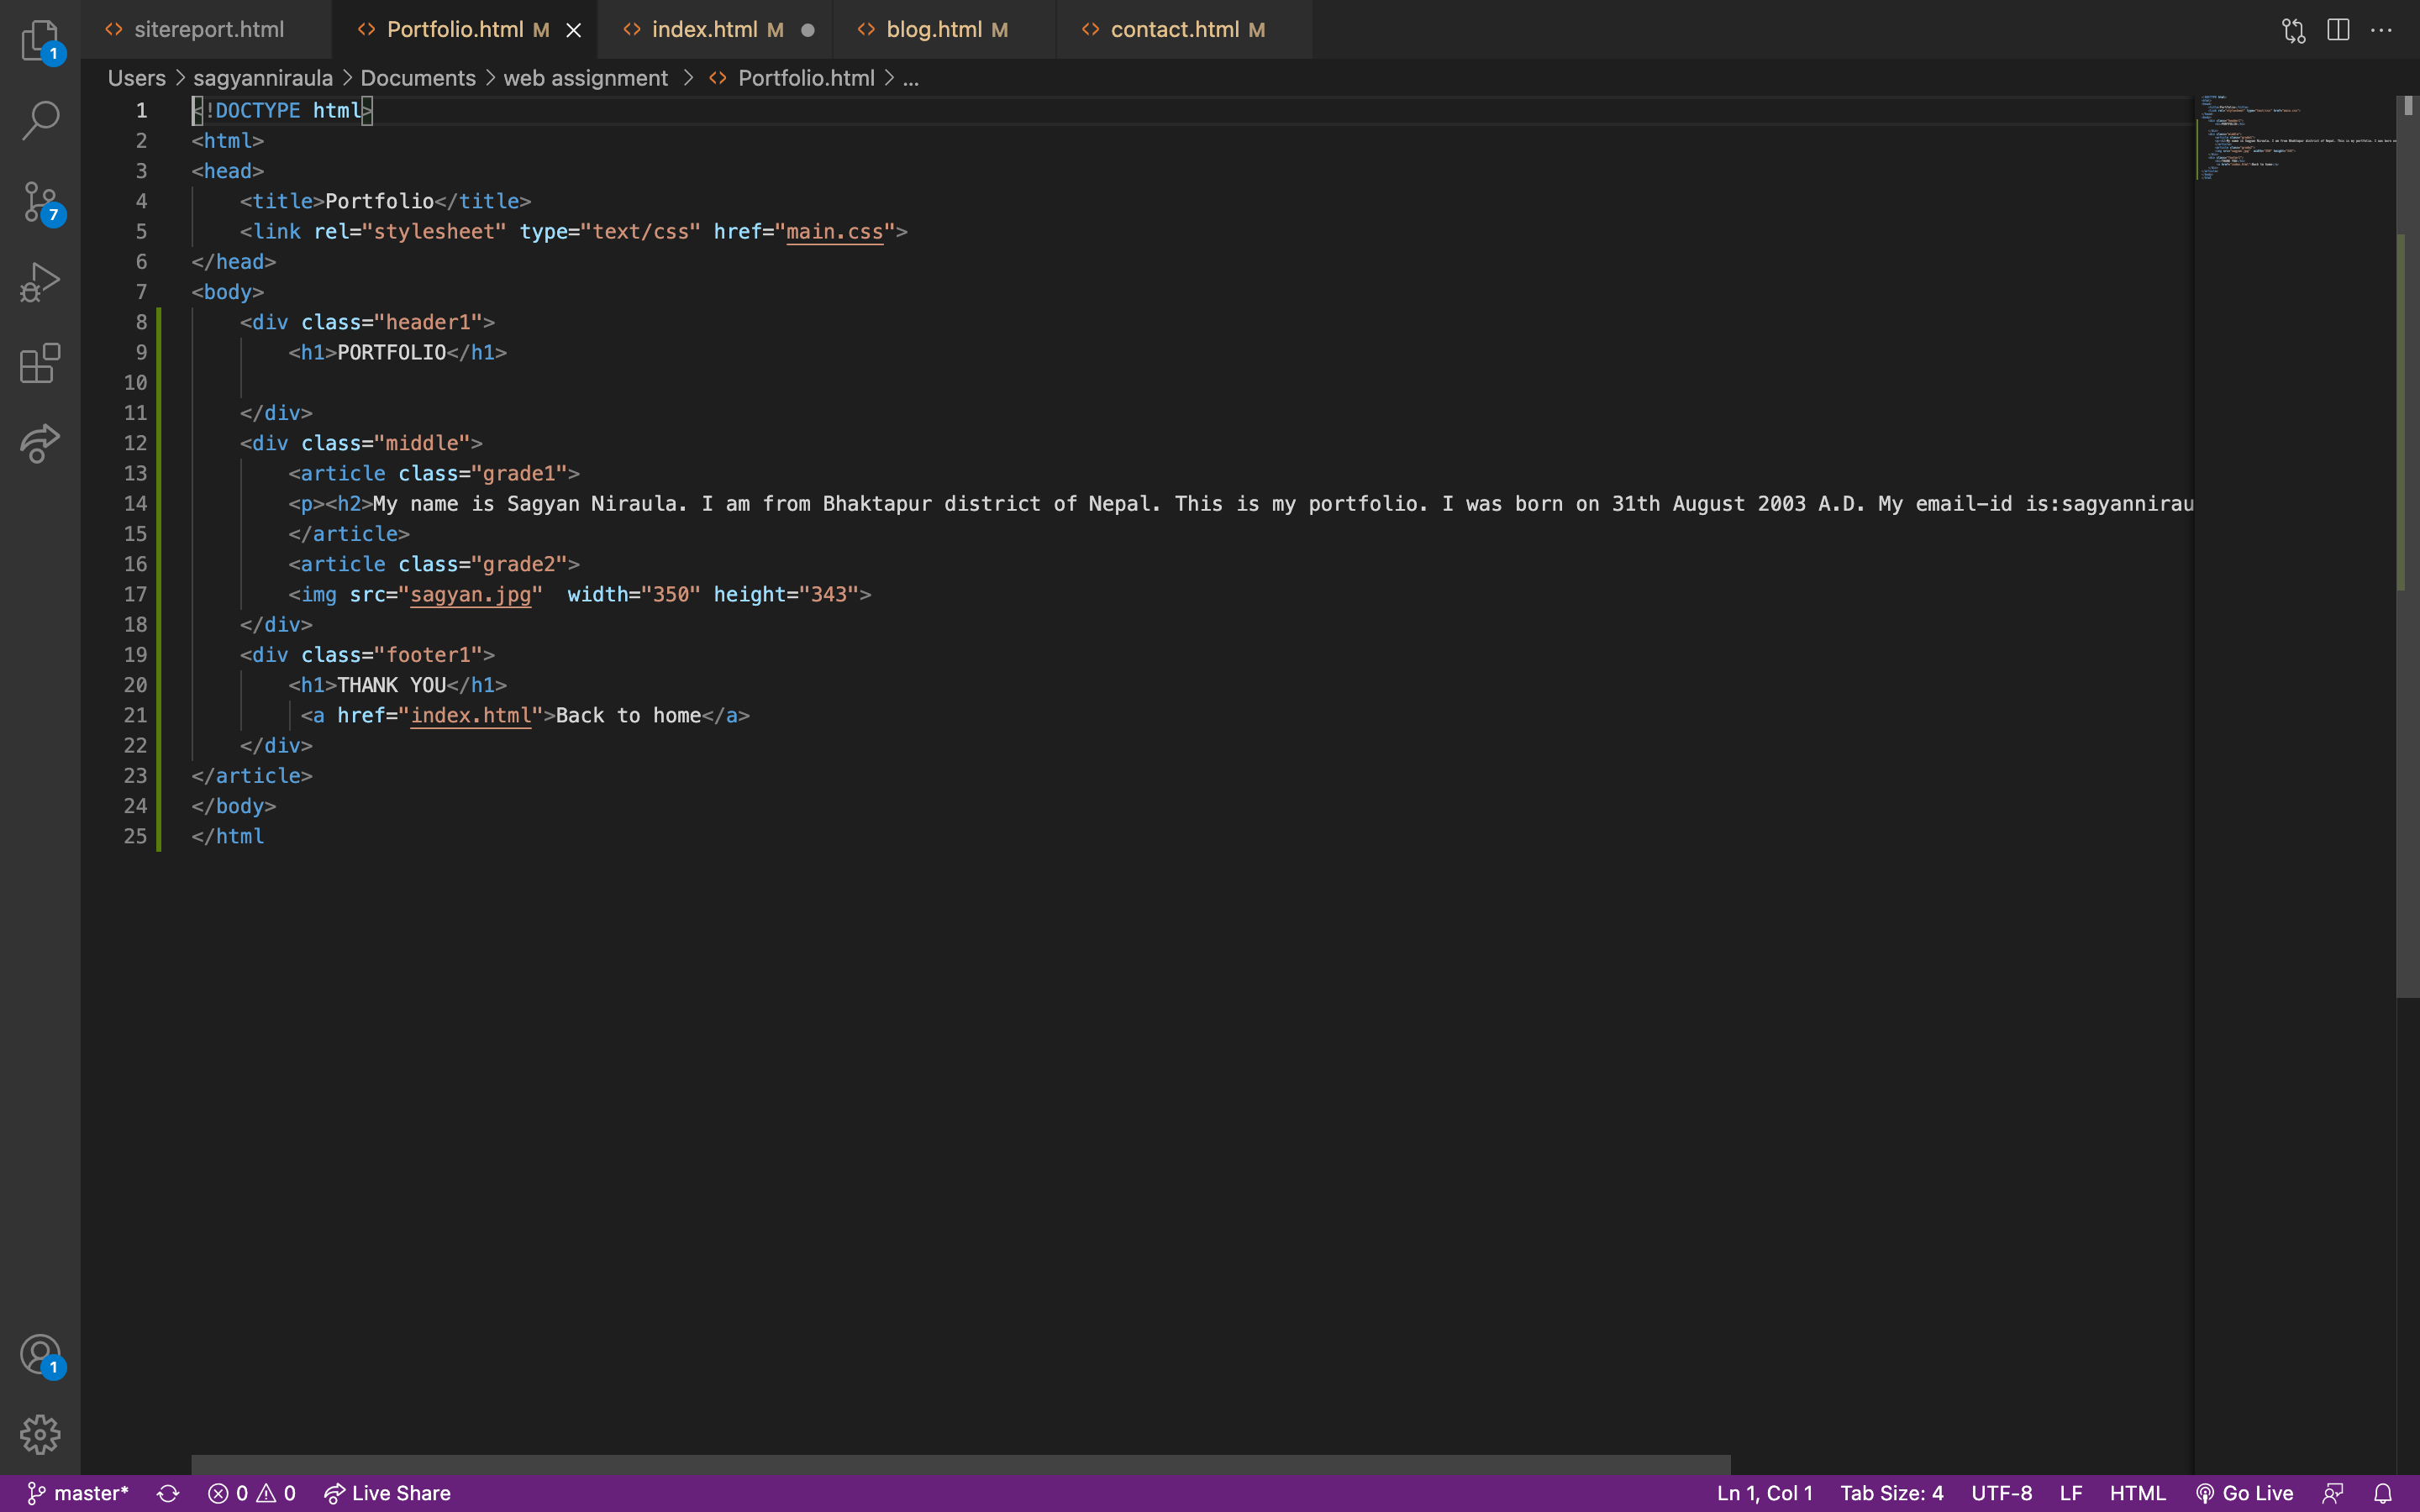 sitereport.html Portfolio.html M index.html M blog.html M contact.html M
Users > sagyanniraula > Documents > web assignment > Portfolio.html > ...
1 <!DOCTYPE html>
2 <html>
3 <head>
4 <title>Portfolio</title>
5 <link rel="stylesheet" type="text/css" href="main.css">
6 </head>
7 <body>
8 <div class="header1">
9 <h1>PORTFOLIO</h1>
10
11 </div>
12 <div class="middle">
13 <article class="grade1">
14 <p><h2>My name is Sagyan Niraula. I am from Bhaktapur district of Nepal. This is my portfolio. I was born on 31th August 2003 A.D. My email-id is:sagyannirau
15 </article>
16 <article class="grade2">
17 <img src="sagyan.jpg"  width="350" height="343">
18 </div>
19 <div class="footer1">
20 <h1>THANK YOU</h1>
21 <a href="index.html">Back to home</a>
22 </div>
23 </article>
24 </body>
25 </html
1
7
1
master* 0 0 Live Share Ln 1, Col 1 Tab Size: 4 UTF-8 LF HTML Go Live